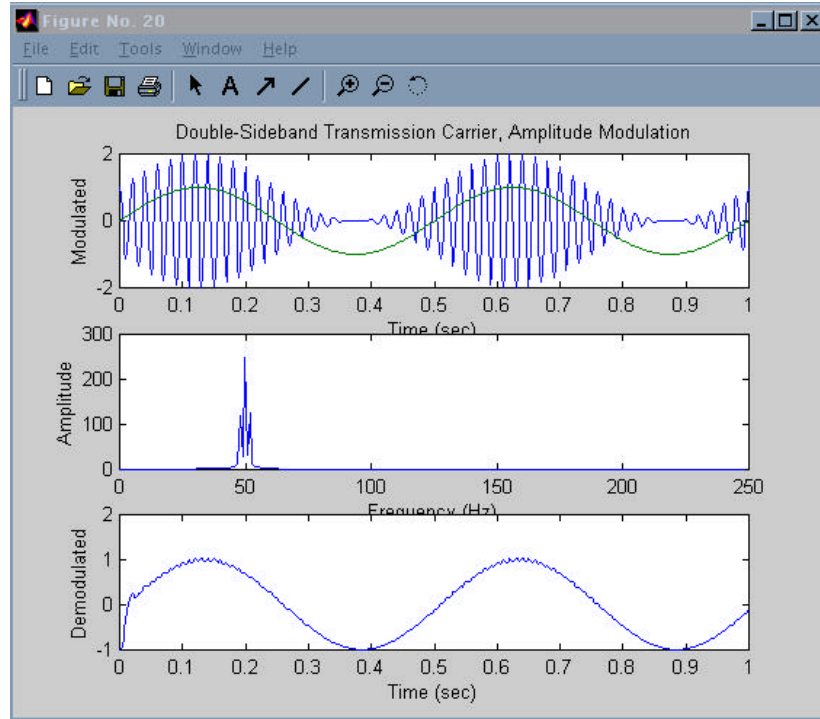 Figure No. 20
File Edit Tools Window Help
A
Double-Sideband Transmission Carrier, Amplitude Modulation
Modulated
2
0
-2
0 0.1 0.2 0.3 0.4 0.5 0.6 0.7 0.8 0.9 1
Time (sec)
Amplitude
300
200
100
0
0 50 100 150 200 250
Frequency (Hz)
Demodulated
2
1
0
-1
0 0.1 0.2 0.3 0.4 0.5 0.6 0.7 0.8 0.9 1
Time (sec)